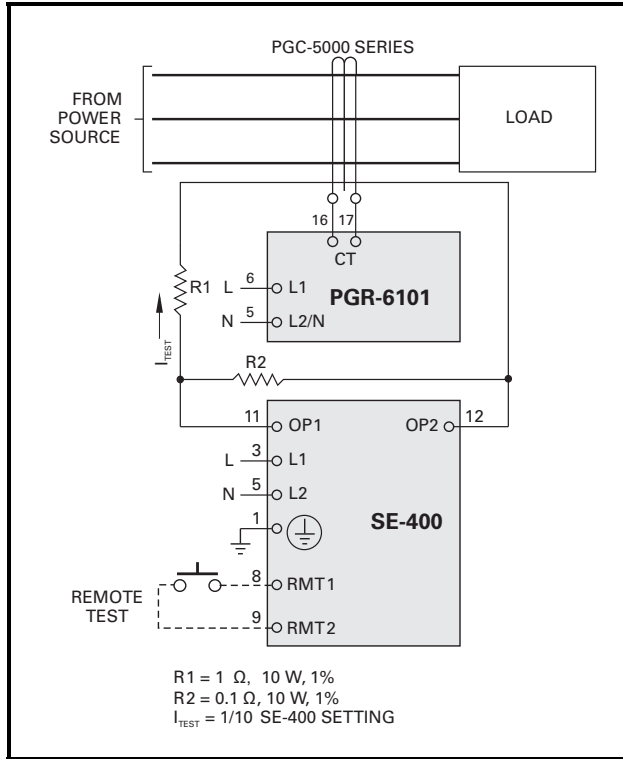 PGC-5000 SERIES
FROM
POWER
SOURCE
LOAD
16 17
CT
R1
L 6 L1
PGR-6101
N 5 L2/N
I_TEST
R2
11 OP1
OP2 12
L 3 L1
N 5 L2
SE-400
1
REMOTE
TEST
8 RMT1
9 RMT2
R1 = 1 Ω, 10 W, 1%
R2 = 0.1 Ω, 10 W, 1%
I_TEST = 1/10 SE-400 SETTING